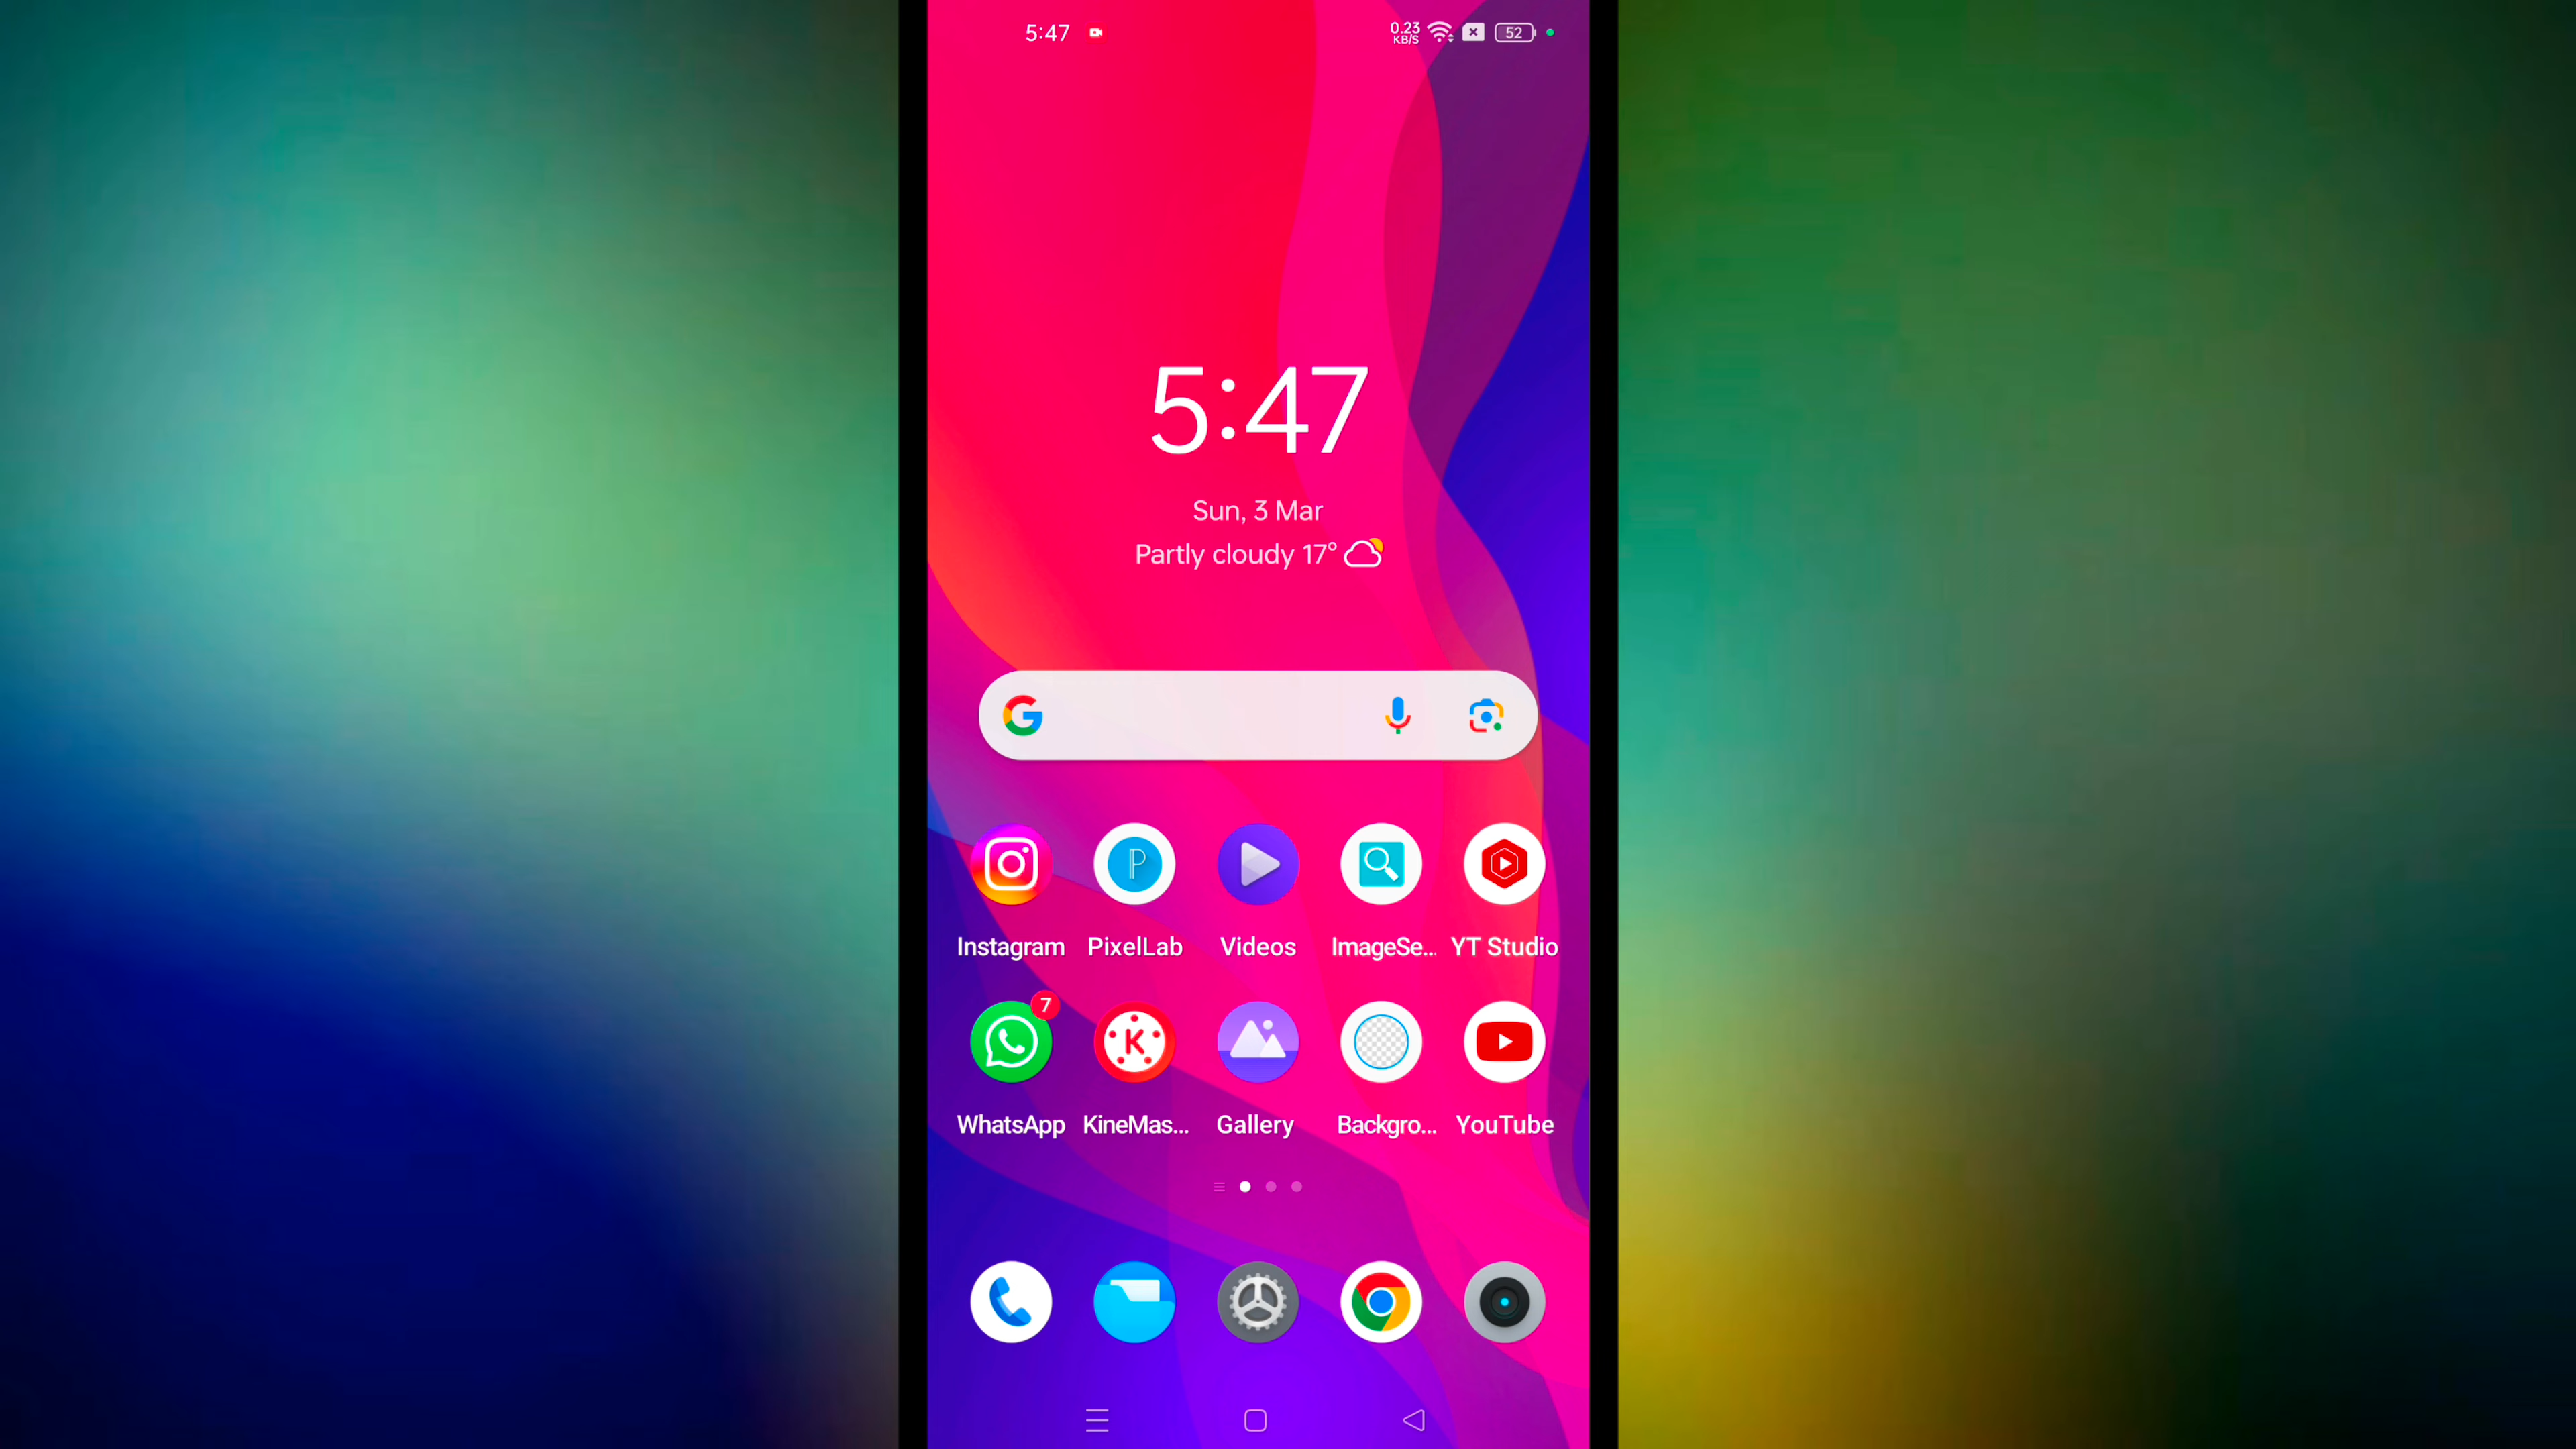 5:47
0.23
KB/S
52
5:47
Sun, 3 Mar
Partly cloudy 17°
Instagram
PixelLab
Videos
ImageSe...
YT Studio
7
WhatsApp
KineMas...
Gallery
Backgro...
YouTube